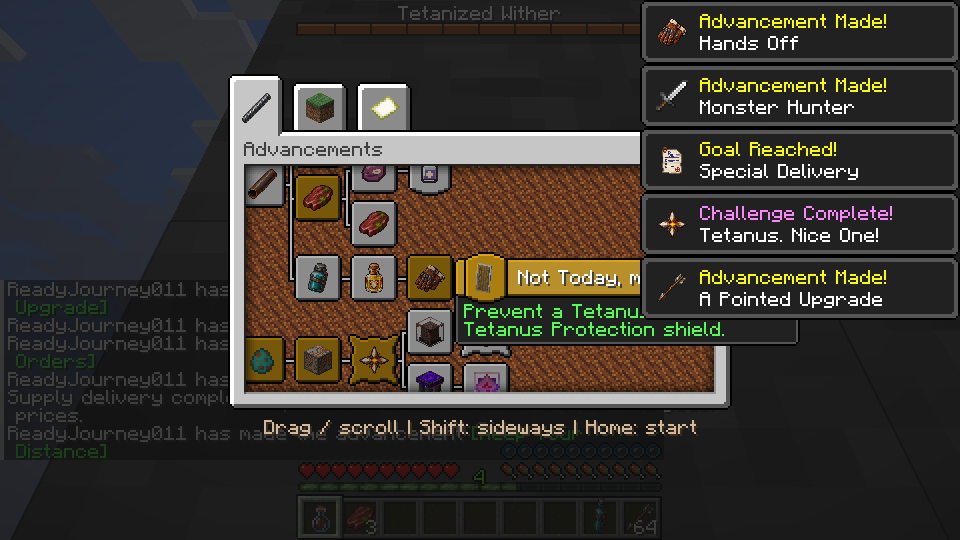 Tetanized Wither
Advancement Made!
Hands Off
Advancement Made!
Monster Hunter
Goal Reached!
Special Delivery
Challenge Complete!
Tetanus. Nice One!
Advancement Made!
A Pointed Upgrade
Advancements
Not Today, m
Prevent a Tetanu
Tetanus Protection shield.
ReadyJourney011 has
Upgrade]
ReadyJourney011 has
ReadyJourney011 has
Orders]
ReadyJourney011 has
Supply delivery compl
prices.
ReadyJourney011 has made the advancement [Keep Your
Distance]
Drag / scroll | Shift: sideways | Home: start
4
3
64